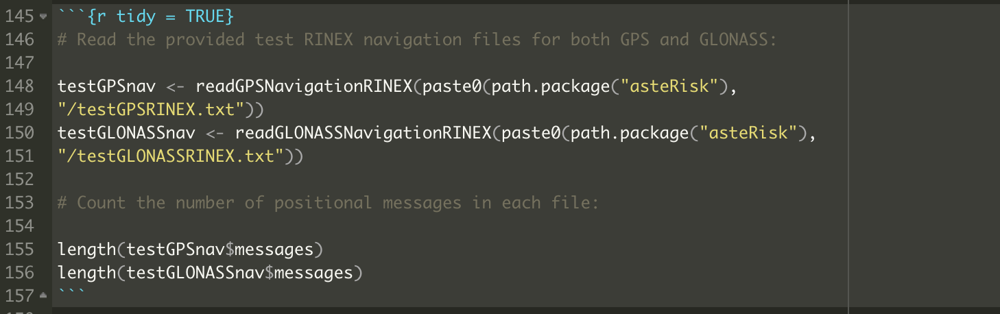 145 ```{r tidy = TRUE}
146 # Read the provided test RINEX navigation files for both GPS and GLONASS:
147
148 testGPSnav <- readGPSNavigationRINEX(paste0(path.package("asteRisk"),
149 "/testGPSRINEX.txt"))
150 testGLONASSnav <- readGLONASSNavigationRINEX(paste0(path.package("asteRisk"),
151 "/testGLONASSRINEX.txt"))
152
153 # Count the number of positional messages in each file:
154
155 length(testGPSnav$messages)
156 length(testGLONASSnav$messages)
157 ```